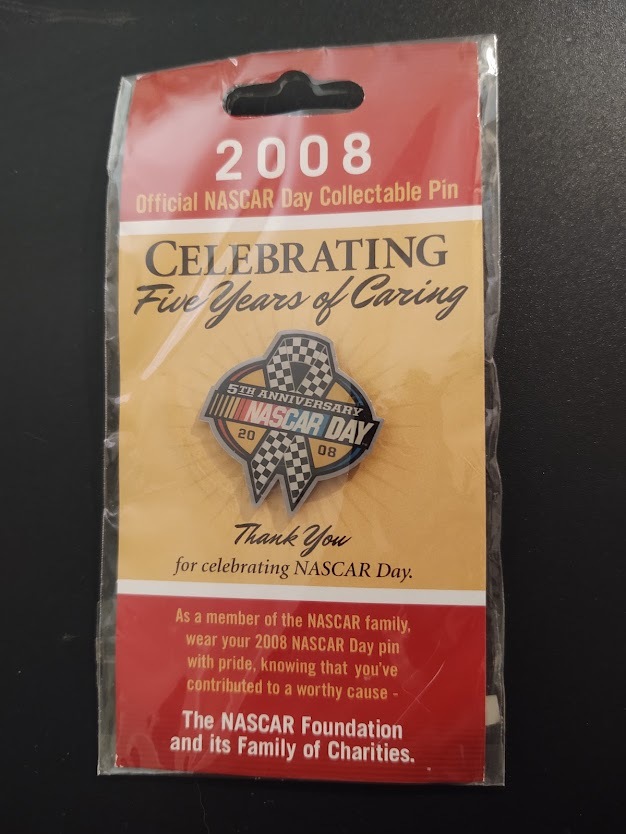 2008
Official NASCAR Day Collectable Pin
CELEBRATING
Five Years of Caring
5TH ANNIVERSARY
NASCAR DAY
20 08
Thank You
for celebrating NASCAR Day.
As a member of the NASCAR family,
wear your 2008 NASCAR Day pin
with pride, knowing that you've
contributed to a worthy cause -
The NASCAR Foundation
and its Family of Charities.